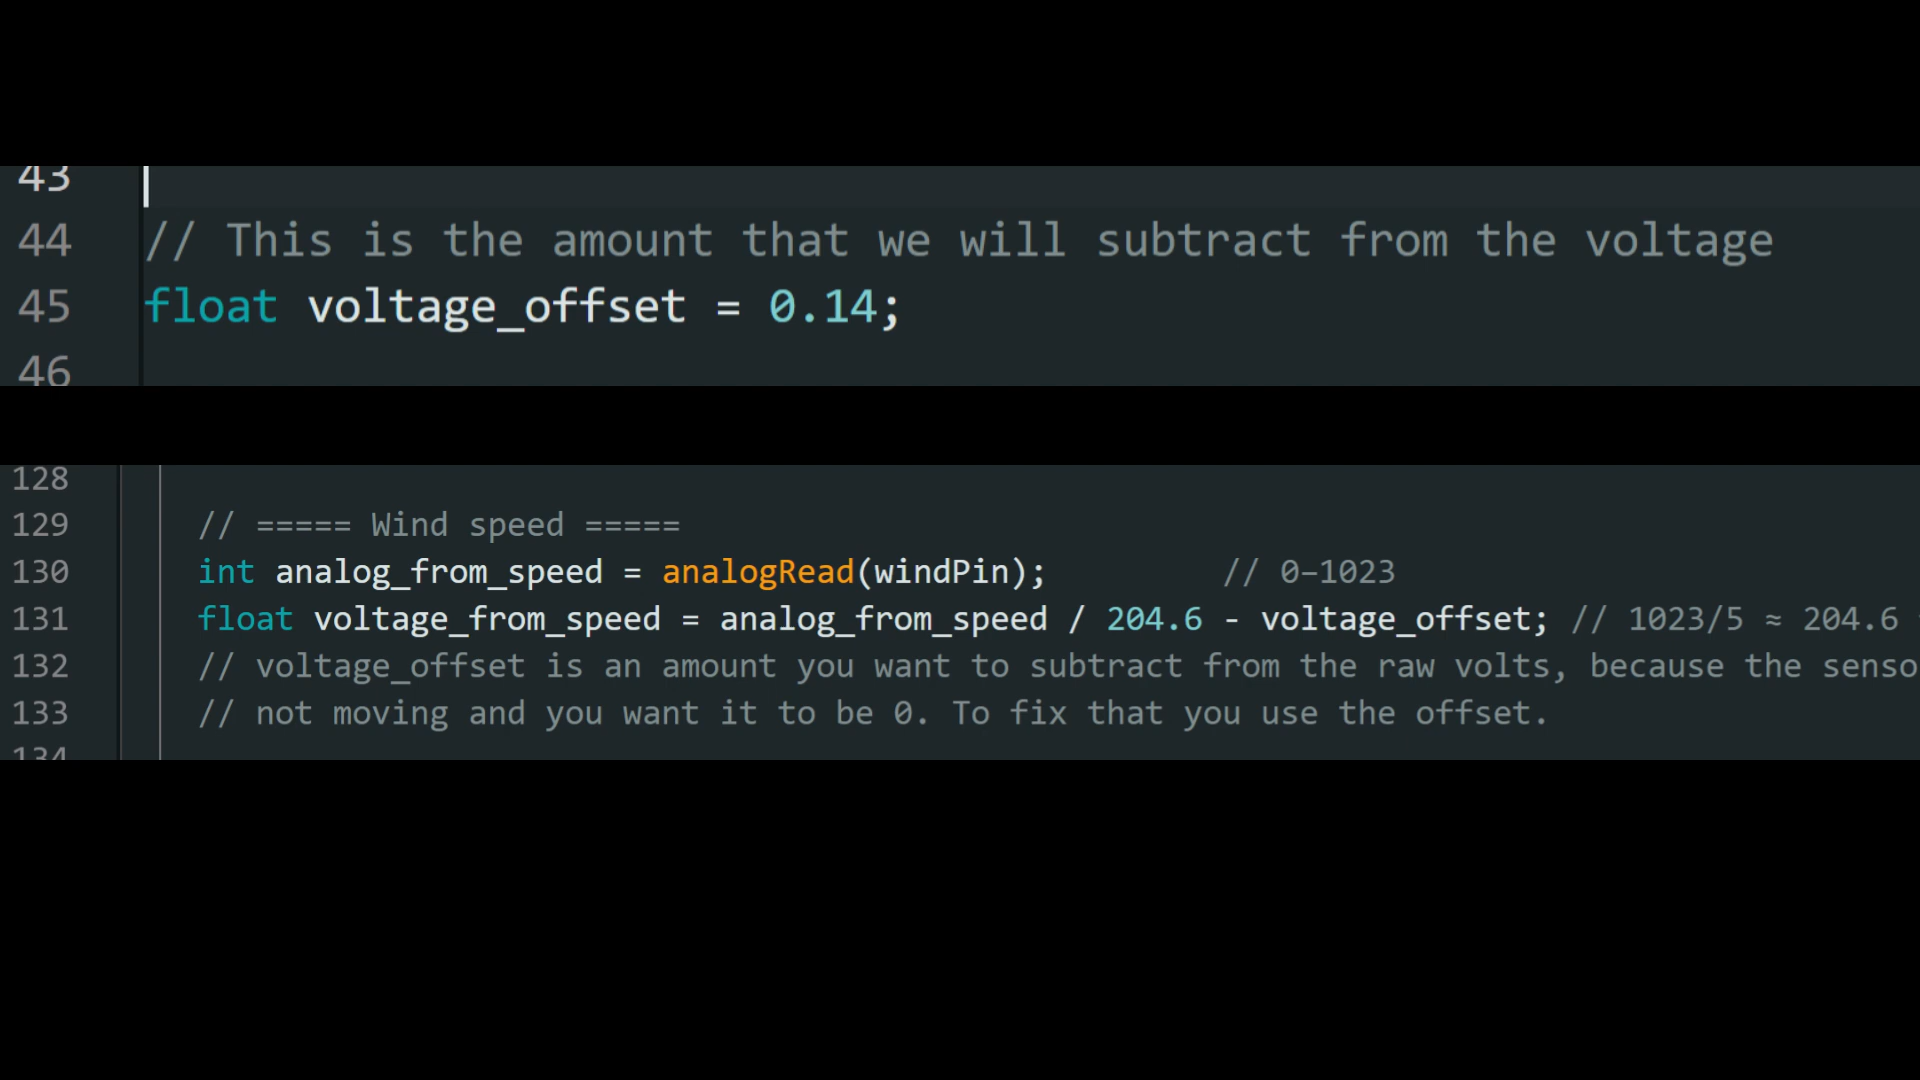 43
44 // This is the amount that we will subtract from the voltage
45 float voltage_offset = 0.14;
46
128
129 // ===== Wind speed =====
130 int analog_from_speed = analogRead(windPin); // 0–1023
131 float voltage_from_speed = analog_from_speed / 204.6 - voltage_offset; // 1023/5 ≈ 204.6
132 // voltage_offset is an amount you want to subtract from the raw volts, because the senso
133 // not moving and you want it to be 0. To fix that you use the offset.
134